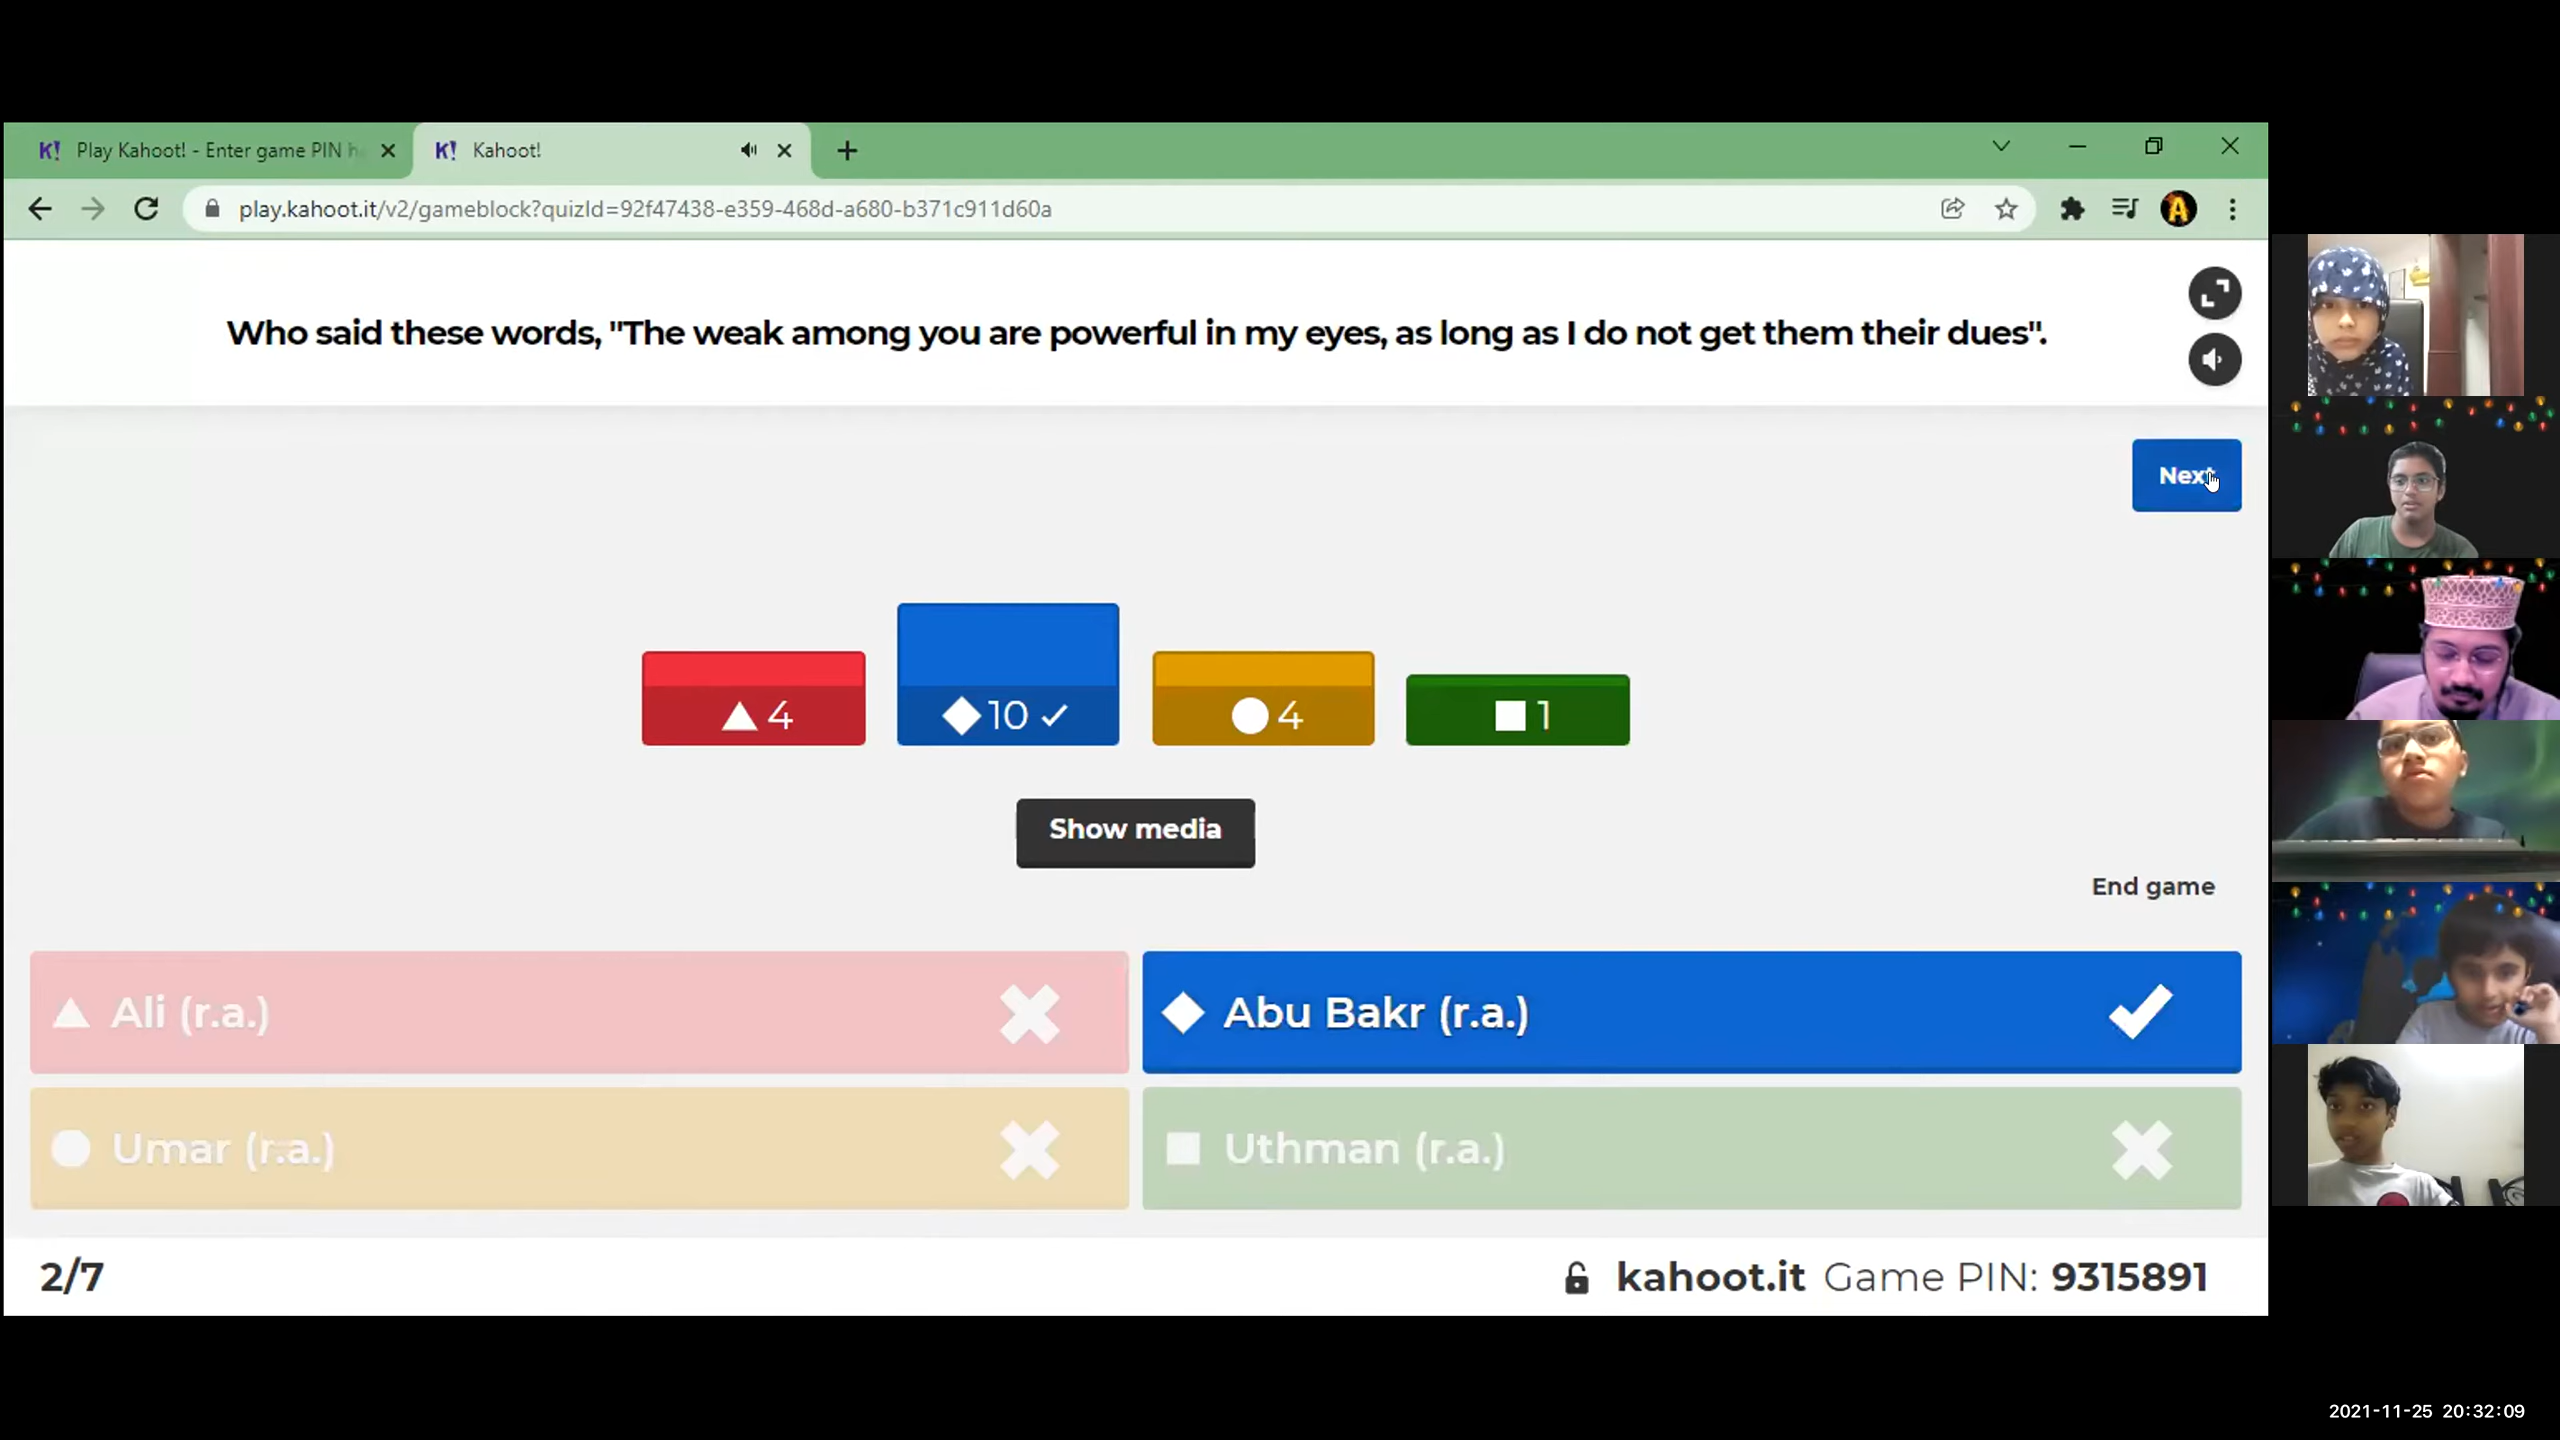 K! Play Kahoot! - Enter game PIN h
K! Kahoot!
play.kahoot.it/v2/gameblock?quizId=92f47438-e359-468d-a680-b371c911d60a
A
Who said these words, "The weak among you are powerful in my eyes, as long as I do not get them their dues".
Next
4
10
4
1
Show media
End game
Ali (r.a.)
Abu Bakr (r.a.)
Umar (r.a.)
Uthman (r.a.)
2/7
kahoot.it Game PIN: 9315891
2021-11-25 20:32:09